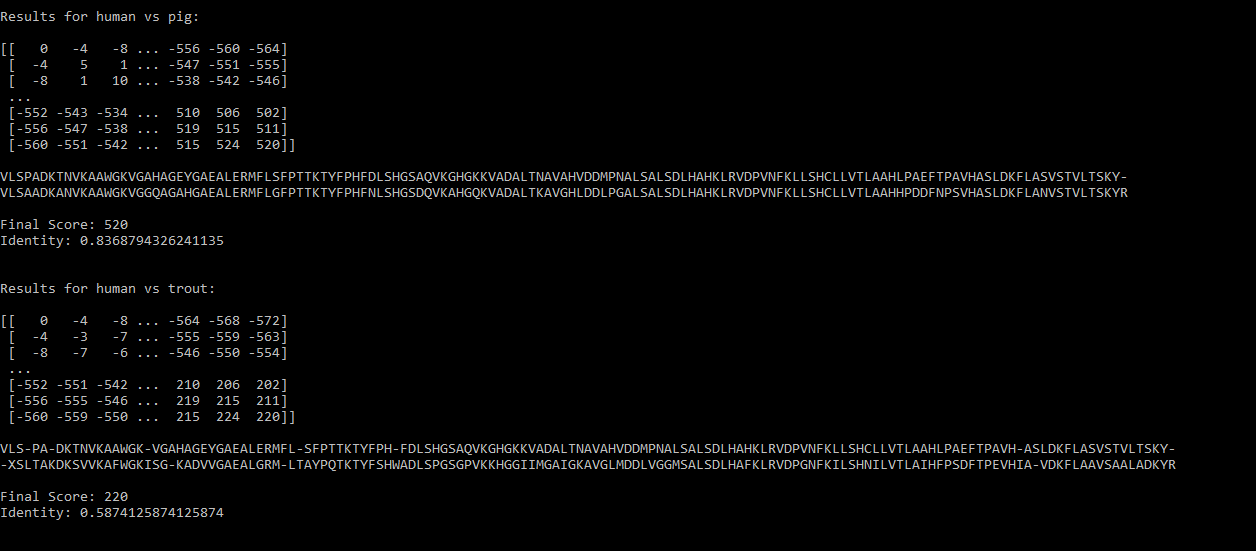 Results for human vs pig:
[[   0   -4   -8 ... -556 -560 -564]
 [  -4    5    1 ... -547 -551 -555]
 [  -8    1   10 ... -538 -542 -546]
 ...
 [-552 -543 -534 ...  510  506  502]
 [-556 -547 -538 ...  519  515  511]
 [-560 -551 -542 ...  515  524  520]]
VLSPADKTNVKAAWGKVGAHAGEYGAEALERMFLSFPTTKTYFPHFDLSHGSAQVKGHGKKVADALTNAVAHVDDMPNALSALSDLHAHKLRVDPVNFKLLSHCLLVTLAAHLPAEFTPAVHASLDKFLASVSTVLTSKY-
VLSAADKANVKAAWGKVGGQAGAHGAEALERMFLGFPTTKTYFPHFNLSHGSDQVKAHGQKVADALTKAVGHLDDLPGALSALSDLHAHKLRVDPVNFKLLSHCLLVTLAAHHPDDFNPSVHASLDKFLANVSTVLTSKYR
Final Score: 520
Identity: 0.8368794326241135
Results for human vs trout:
[[   0   -4   -8 ... -564 -568 -572]
 [  -4   -3   -7 ... -555 -559 -563]
 [  -8   -7   -6 ... -546 -550 -554]
 ...
 [-552 -551 -542 ...  210  206  202]
 [-556 -555 -546 ...  219  215  211]
 [-560 -559 -550 ...  215  224  220]]
VLS-PA-DKTNVKAAWGK-VGAHAGEYGAEALERMFL-SFPTTKTYFPH-FDLSHGSAQVKGHGKKVADALTNAVAHVDDMPNALSALSDLHAHKLRVDPVNFKLLSHCLLVTLAAHLPAEFTPAVH-ASLDKFLASVSTVLTSKY-
-XSLTAKDKSVVKAFWGKISG-KADVVGAEALGRM-LTAYPQTKTYFSHWADLSPGSGPVKKHGGIIMGAIGKAVGLMDDLVGGMSALSDLHAFKLRVDPGNFKILSHNILVTLAIHFPSDFTPEVHIA-VDKFLAAVSAALADKYR
Final Score: 220
Identity: 0.5874125874125874